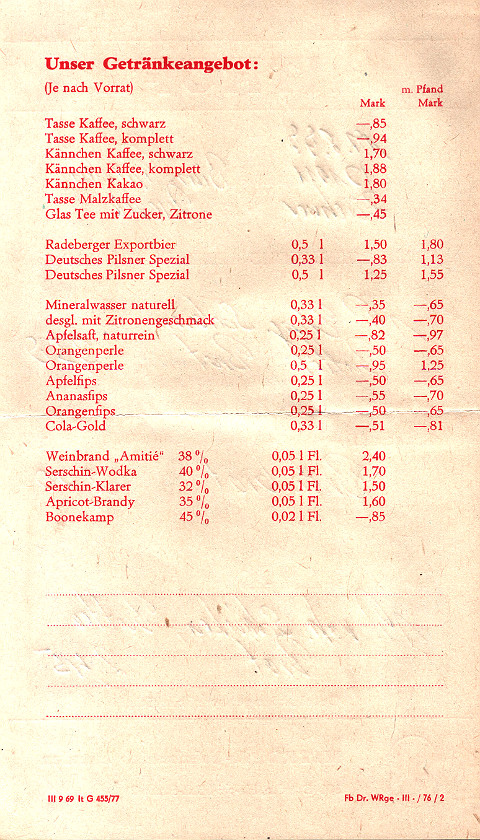 Unser Getränkeangebot:
(Je nach Vorrat)
m. Pfand
Mark Mark
Tasse Kaffee, schwarz —,85
Tasse Kaffee, komplett —,94
Kännchen Kaffee, schwarz 1,70
Kännchen Kaffee, komplett 1,88
Kännchen Kakao 1,80
Tasse Malzkaffee —,34
Glas Tee mit Zucker, Zitrone —,45
Radeberger Exportbier 0,5 l 1,50 1,80
Deutsches Pilsner Spezial 0,33 l —,83 1,13
Deutsches Pilsner Spezial 0,5 l 1,25 1,55
Mineralwasser naturell 0,33 l —,35 —,65
desgl. mit Zitronengeschmack 0,33 l —,40 —,70
Apfelsaft, naturrein 0,25 l —,82 —,97
Orangenperle 0,25 l —,50 —,65
Orangenperle 0,5 l —,95 1,25
Apfelfips 0,25 l —,50 —,65
Ananasfips 0,25 l —,55 —,70
Orangenfips 0,25 l —,50 —,65
Cola-Gold 0,33 l —,51 —,81
Weinbrand „Amitié“ 38 % 0,05 l Fl. 2,40
Serschin-Wodka 40 % 0,05 l Fl. 1,70
Serschin-Klarer 32 % 0,05 l Fl. 1,50
Apricot-Brandy 35 % 0,05 l Fl. 1,60
Boonekamp 45 % 0,02 l Fl. —,85
III 9 69 lt G 455/77 Fb Dr. WRge - III - / 76 / 2